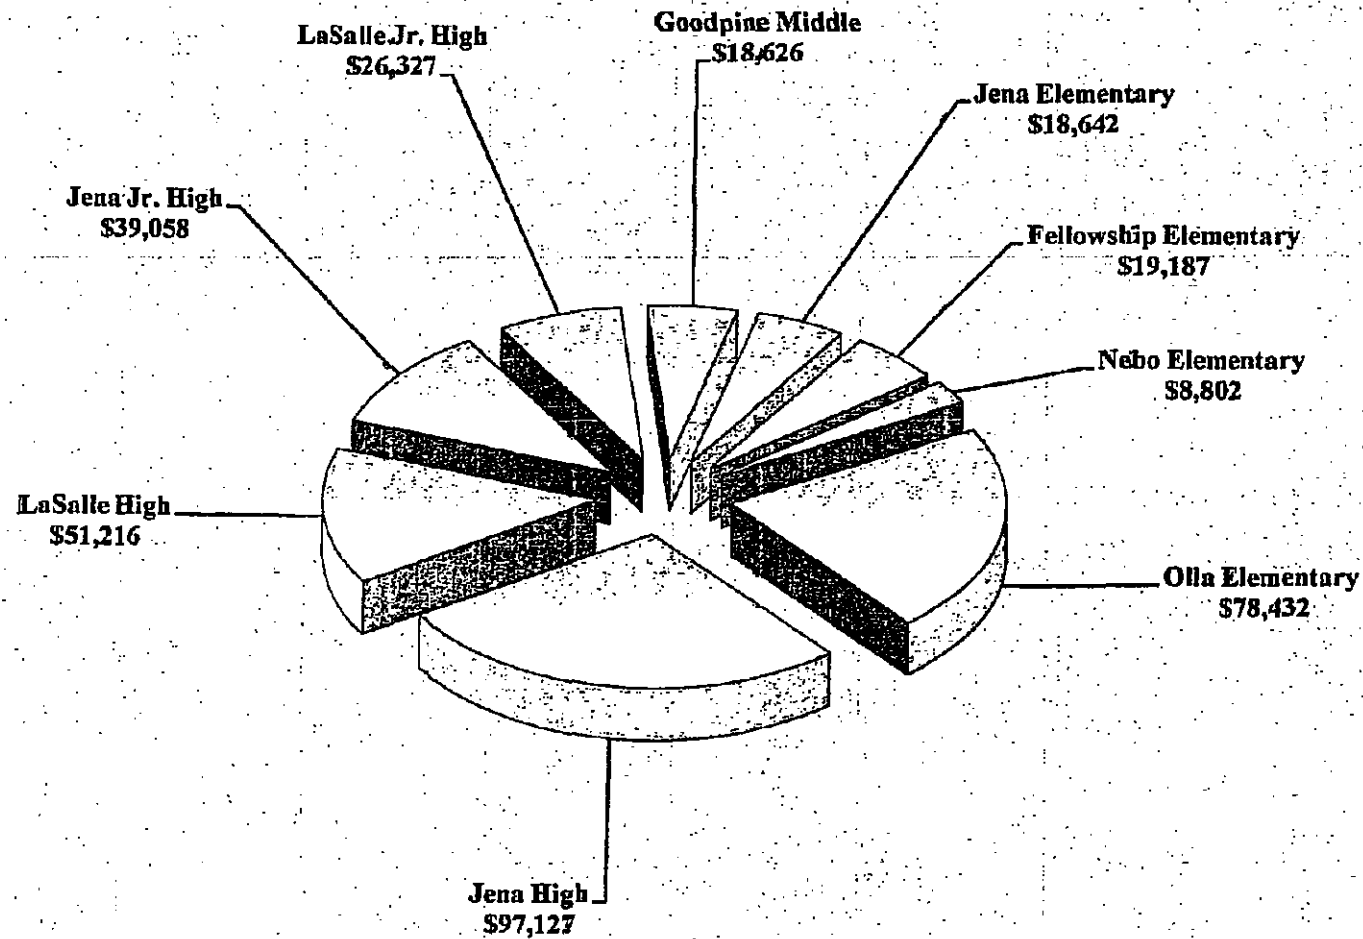 Goodpine Middle
$18,626
LaSalle Jr. High
$26,327
Jena Elementary
$18,642
Jena Jr. High
$39,058
Fellowship Elementary
$19,187
Nebo Elementary
$8,802
LaSalle High
$51,216
Olla Elementary
$78,432
Jena High
$97,127